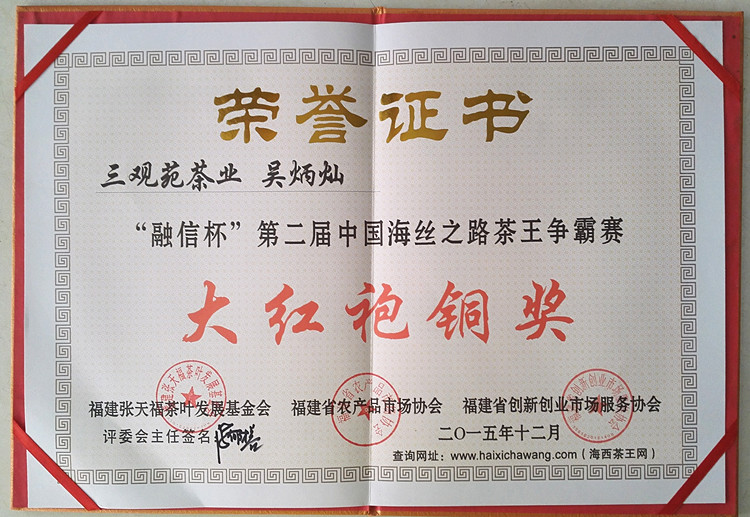 荣誉证书
三观苑茶业 吴炳灿
“融信杯”第二届中国海丝之路茶王争霸赛
大红袍铜奖
福建张天福茶叶发展基金会 福建省农产品市场协会 福建省创新创业市场服务协会
评委会主任签名
二〇一五年十二月
查询网址：www.haixichawang.com（海西茶王网）